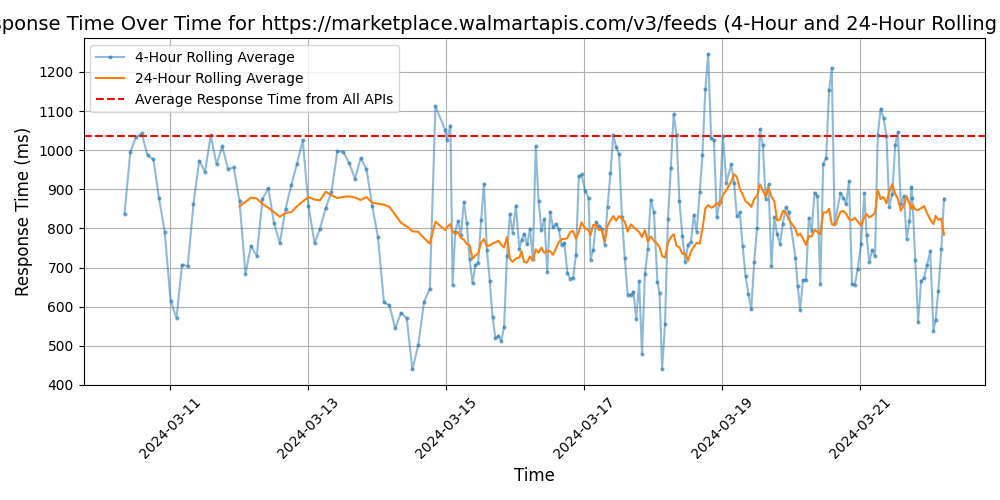 sponse Time Over Time for https://marketplace.walmartapis.com/v3/feeds (4-Hour and 24-Hour Rolling
4-Hour Rolling Average
24-Hour Rolling Average
Average Response Time from All APIs
Response Time (ms)
1200
1100
1000
900
800
700
600
500
400
2024-03-11
2024-03-13
2024-03-15
2024-03-17
2024-03-19
2024-03-21
Time